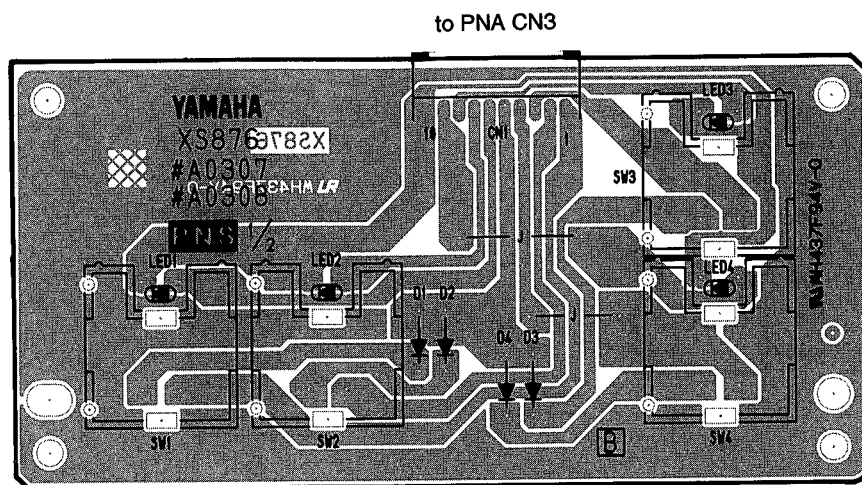 to PNA CN3
LED3
YAMAHA
XS876 XS876
10 CN1 1
#A0307
SW3
#A0308
PNS 1/2
J
LED1 LED2 LED4
D1 D2
J
D4 D3
SW1 SW2 SW4
B